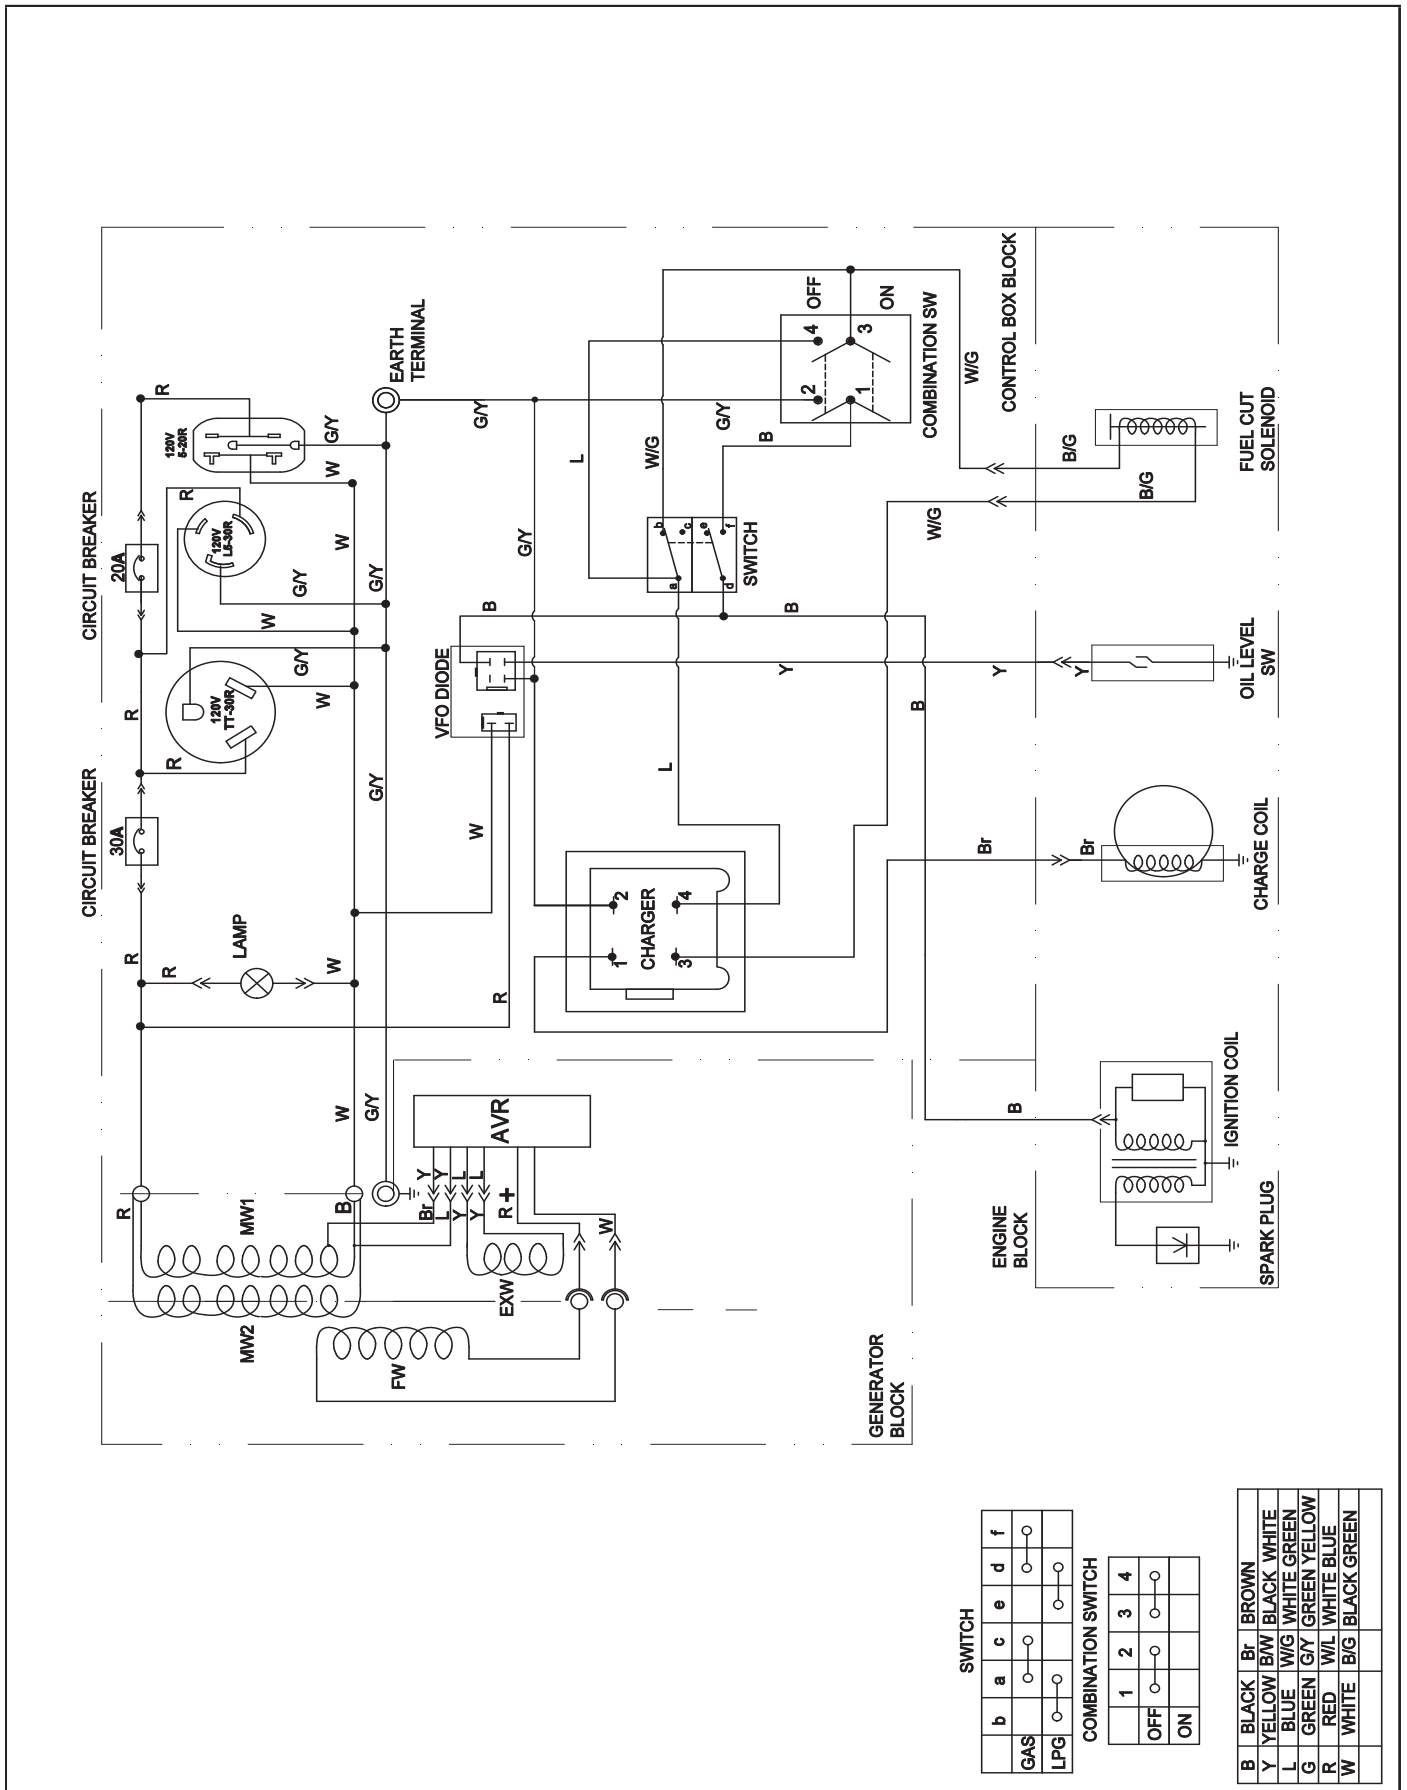 CIRCUIT BREAKER
30A
CIRCUIT BREAKER
20A
R
R
R
R
R
R
R
R
120V
TT-30R
120V
L5-30R
120V
5-20R
LAMP
MW1
MW2
W
W
W
W
W
W
B
G/Y
G/Y
G/Y
G/Y
G/Y
G/Y
EARTH
TERMINAL
FW
Br
L
Y
Y
Y
Y
L
L
AVR
R +
W
EXW
VFO DIODE
W
R
B
G/Y
G/Y
L
W/G
G/Y
B
CHARGER
1
2
3
4
L
b
c
e
f
a
d
SWITCH
Y
B
2
4
1
3
OFF
ON
COMBINATION SW
GENERATOR
BLOCK
B
W/G
W/G
CONTROL BOX BLOCK
ENGINE
BLOCK
B
Br
Br
Y
Y
B/G
B/G
SPARK PLUG
IGNITION COIL
CHARGE COIL
OIL LEVEL
SW
FUEL CUT
SOLENOID
SWITCH
b a c e d f
GAS
LPG
COMBINATION SWITCH
1 2 3 4
OFF
ON
B BLACK Br BROWN
Y YELLOW B/W BLACK WHITE
L BLUE W/G WHITE GREEN
G GREEN G/Y GREEN YELLOW
R RED W/L WHITE BLUE
W WHITE B/G BLACK GREEN